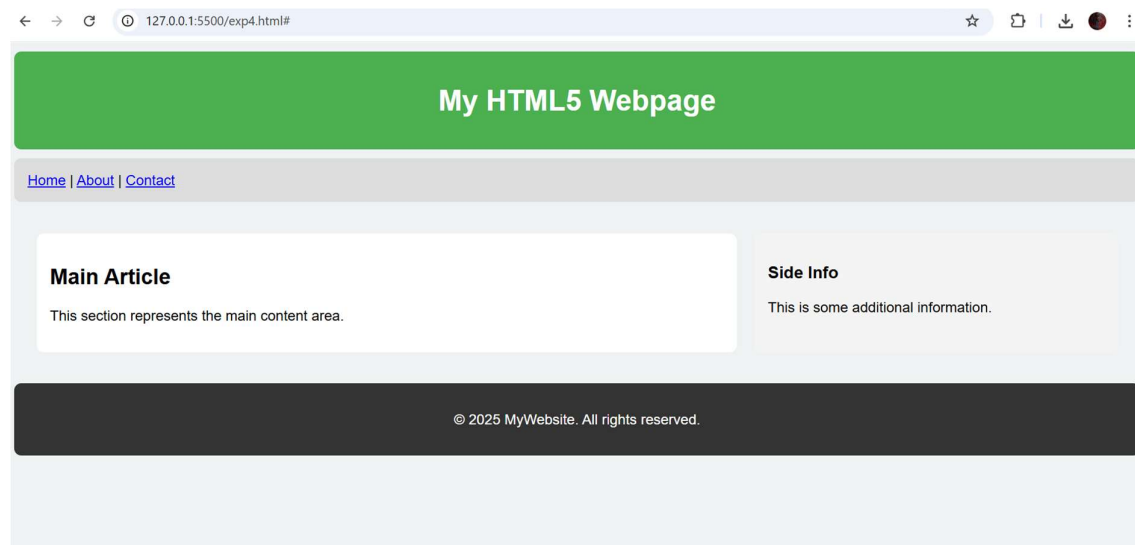 127.0.0.1:5500/exp4.html#
My HTML5 Webpage
Home | About | Contact
Main Article
This section represents the main content area.
Side Info
This is some additional information.
© 2025 MyWebsite. All rights reserved.